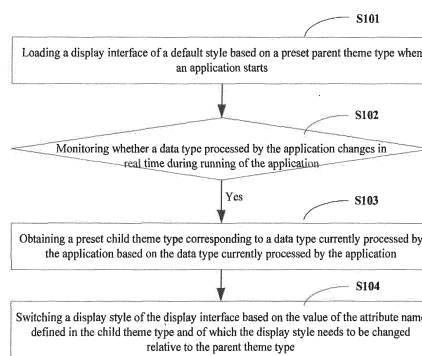 S101
Loading a display interface of a default style based on a preset parent theme type when
an application starts
S102
Monitoring whether a data type processed by the application changes in
real time during running of the application
Yes
S103
Obtaining a preset child theme type corresponding to a data type currently processed by
the application based on the data type currently processed by the application
S104
Switching a display style of the display interface based on the value of the attribute name
defined in the child theme type and of which the display style needs to be changed
relative to the parent theme type